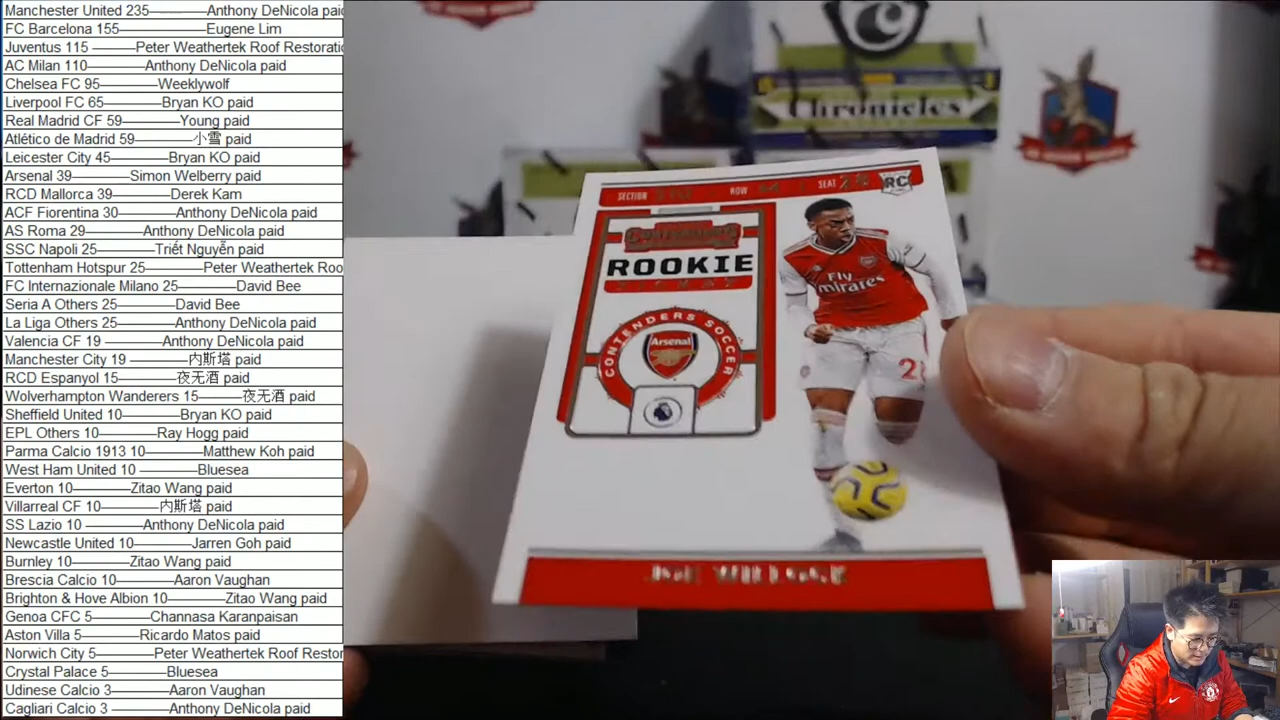 Manchester United 235————Anthony DeNicola paid
FC Barcelona 155————Eugene Lim
Juventus 115 ————Peter Weathertek Roof Restorati
AC Milan 110————Anthony DeNicola paid
Chelsea FC 95————Weeklywolf
Liverpool FC 65————Bryan KO paid
Real Madrid CF 59————Young paid
Atlético de Madrid 59————小雪 paid
Leicester City 45————Bryan KO paid
Arsenal 39————Simon Welberry paid
RCD Mallorca 39————Derek Kam
ACF Fiorentina 30————Anthony DeNicola paid
AS Roma 29————Anthony DeNicola paid
SSC Napoli 25————Triét Nguyễn paid
Tottenham Hotspur 25————Peter Weathertek Roo
FC Internazionale Milano 25————David Bee
Seria A Others 25————David Bee
La Liga Others 25————Anthony DeNicola paid
Valencia CF 19————Anthony DeNicola paid
Manchester City 19 ————内斯塔 paid
RCD Espanyol 15————夜无酒 paid
Wolverhampton Wanderers 15————夜无酒 paid
Sheffield United 10————Bryan KO paid
EPL Others 10————Ray Hogg paid
Parma Calcio 1913 10————Matthew Koh paid
West Ham United 10 ————Bluesea
Everton 10————Zitao Wang paid
Villarreal CF 10————内斯塔 paid
SS Lazio 10 ————Anthony DeNicola paid
Newcastle United 10————Jarren Goh paid
Burnley 10————Zitao Wang paid
Brescia Calcio 10————Aaron Vaughan
Brighton & Hove Albion 10————Zitao Wang paid
Genoa CFC 5————Channasa Karanpaisan
Aston Villa 5————Ricardo Matos paid
Norwich City 5————Peter Weathertek Roof Restor
Crystal Palace 5————Bluesea
Udinese Calcio 3————Aaron Vaughan
Cagliari Calcio 3————Anthony DeNicola paid
Chronicles
SECTION ROW SEAT RC
CONTENDERS
ROOKIE
TICKET
CONTENDERS SOCCER
Arsenal
Fly
Emirates
28
JOE WILLOCK